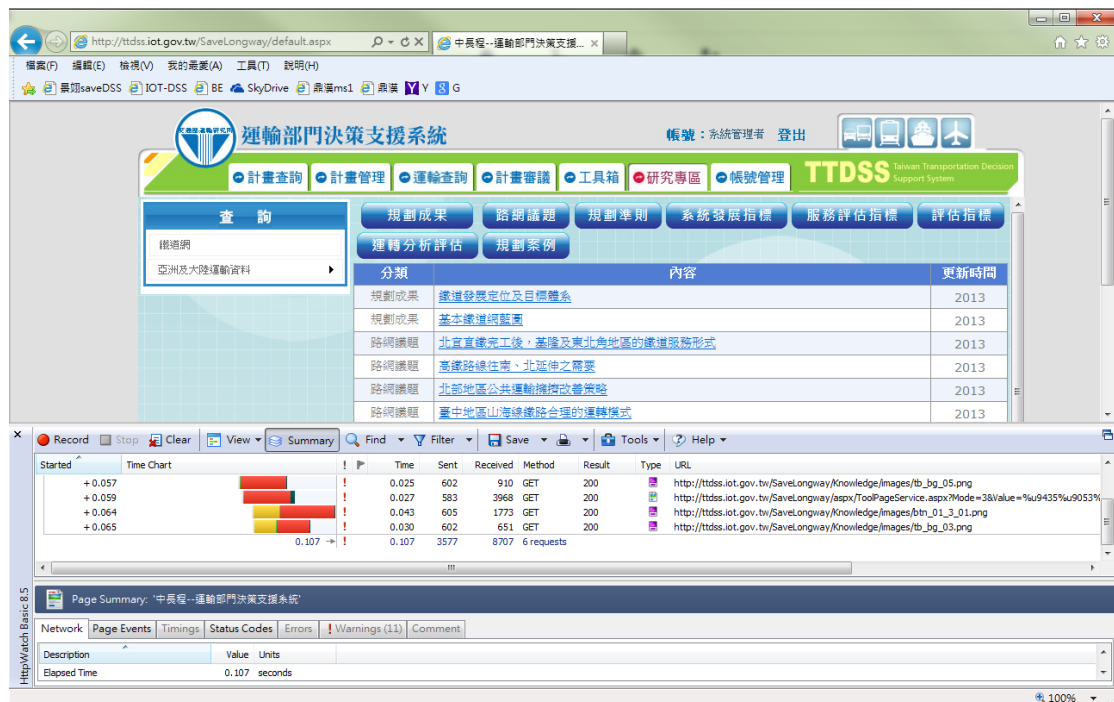 http://ttdss.iot.gov.tw/SaveLongway/default.aspx
中長程--運輸部門決策支援...
檔案(F) 編輯(E) 檢視(V) 我的最愛(A) 工具(T) 說明(H)
景翊saveDSS IOT-DSS BE SkyDrive 鼎漢ms1 鼎漢 Y G
交通部運輸研究所
運輸部門決策支援系統
帳號：系統管理者 登出
計畫查詢 計畫管理 運輸查詢 計畫審議 工具箱 研究專區 帳號管理
TTDSS Taiwan Transportation Decision Support System
查 詢
鐵道網
亞洲及大陸運輸資料
規劃成果 路網議題 規劃準則 系統發展指標 服務評估指標 評估指標
運轉分析評估 規劃案例
分類 內容 更新時間
規劃成果 鐵道發展定位及目標體系 2013
規劃成果 基本鐵道網藍圖 2013
路網議題 北宜直鐵完工後，基隆及東北角地區的鐵道服務形式 2013
路網議題 高鐵路線往南、北延伸之需要 2013
路網議題 北部地區公共運輸擁擠改善策略 2013
路網議題 臺中地區山海線鐵路合理的運轉模式 2013
Record Stop Clear View Summary Find Filter Save Tools Help
Started Time Chart ! Time Sent Received Method Result Type URL
+ 0.057 ! 0.025 602 910 GET 200 http://ttdss.iot.gov.tw/SaveLongway/Knowledge/images/tb_bg_05.png
+ 0.059 ! 0.027 583 3968 GET 200 http://ttdss.iot.gov.tw/SaveLongway/aspx/ToolPageService.aspx?Mode=3&Value=%u9435%u9053%
+ 0.064 ! 0.043 605 1773 GET 200 http://ttdss.iot.gov.tw/SaveLongway/Knowledge/images/btn_01_3_01.png
+ 0.065 ! 0.030 602 651 GET 200 http://ttdss.iot.gov.tw/SaveLongway/Knowledge/images/tb_bg_03.png
0.107 ! 0.107 3577 8707 6 requests
HttpWatch Basic 8.5
Page Summary: '中長程--運輸部門決策支援系統'
Network Page Events Timings Status Codes Errors ! Warnings (11) Comment
Description Value Units
Elapsed Time 0.107 seconds
100%